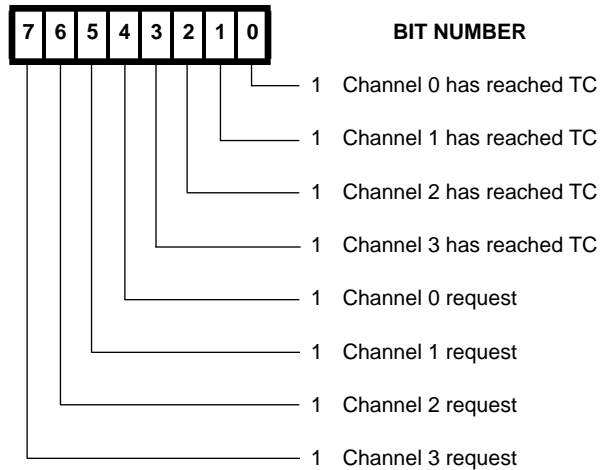 7 6 5 4 3 2 1 0 BIT NUMBER
1 Channel 0 has reached TC
1 Channel 1 has reached TC
1 Channel 2 has reached TC
1 Channel 3 has reached TC
1 Channel 0 request
1 Channel 1 request
1 Channel 2 request
1 Channel 3 request